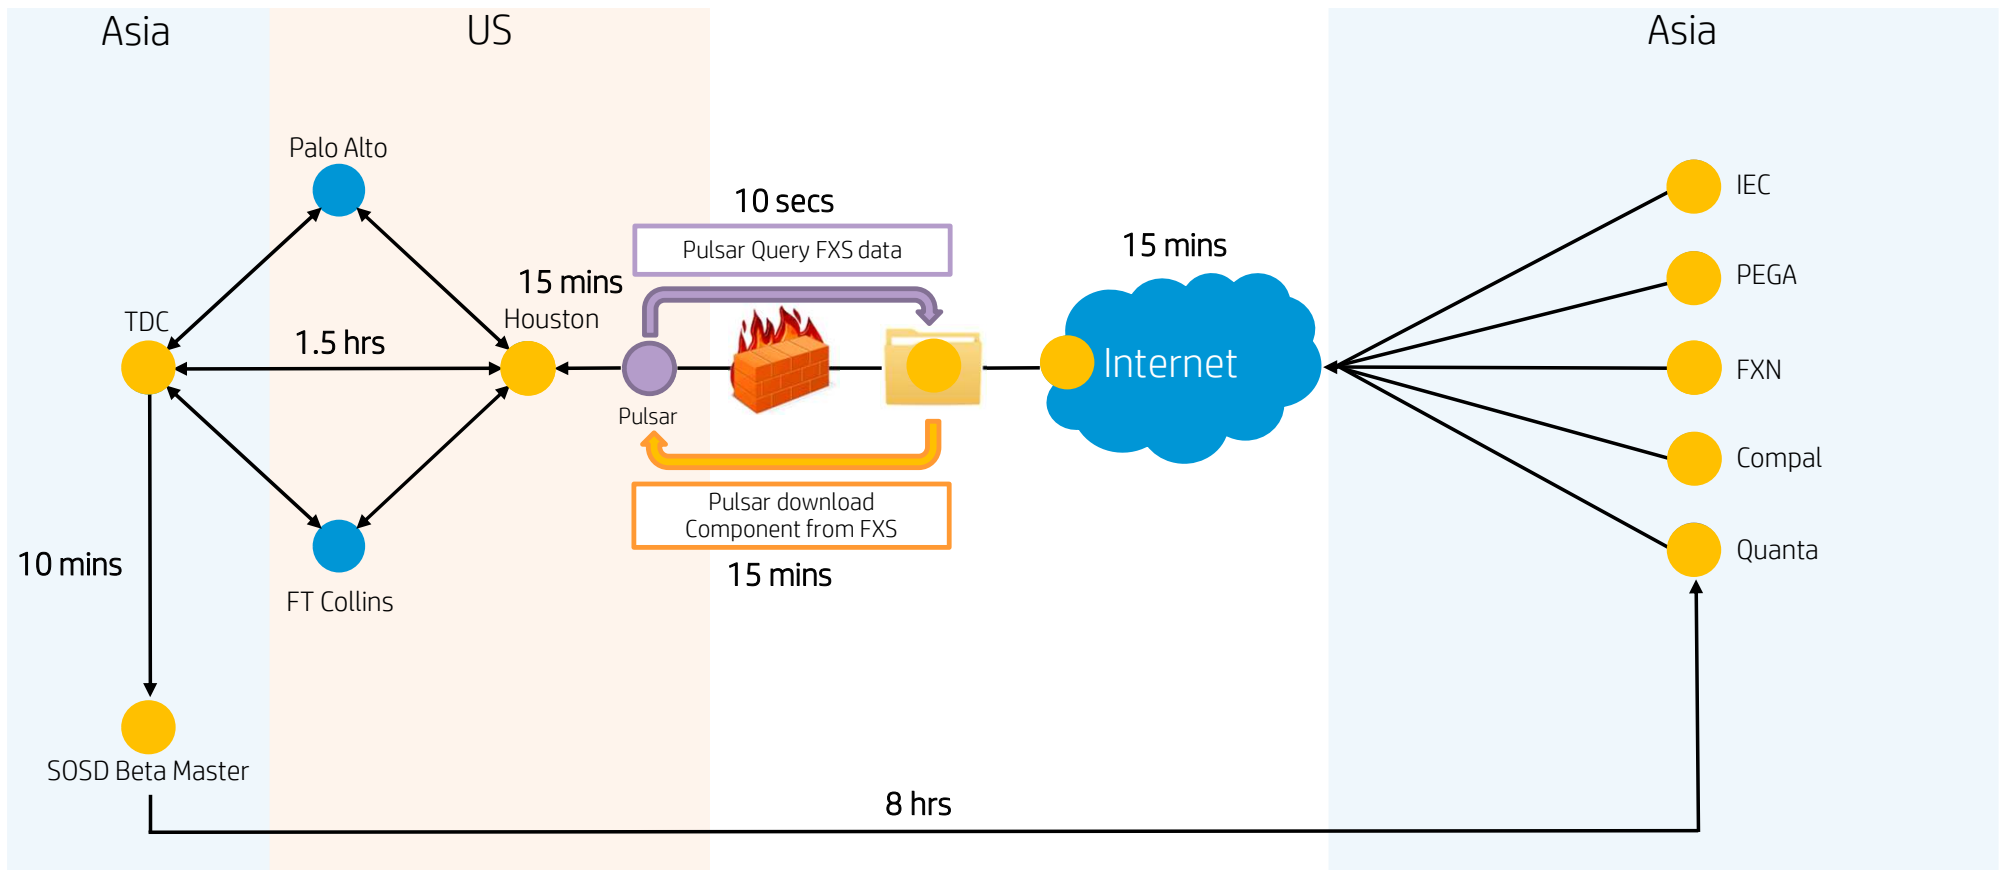 Asia
US
Asia
Palo Alto
10 secs
Pulsar Query FXS data
15 mins
15 mins
IEC
PEGA
TDC
Houston
1.5 hrs
Internet
FXN
Pulsar
Compal
Pulsar download
Component from FXS
15 mins
Quanta
10 mins
FT Collins
SOSD Beta Master
8 hrs